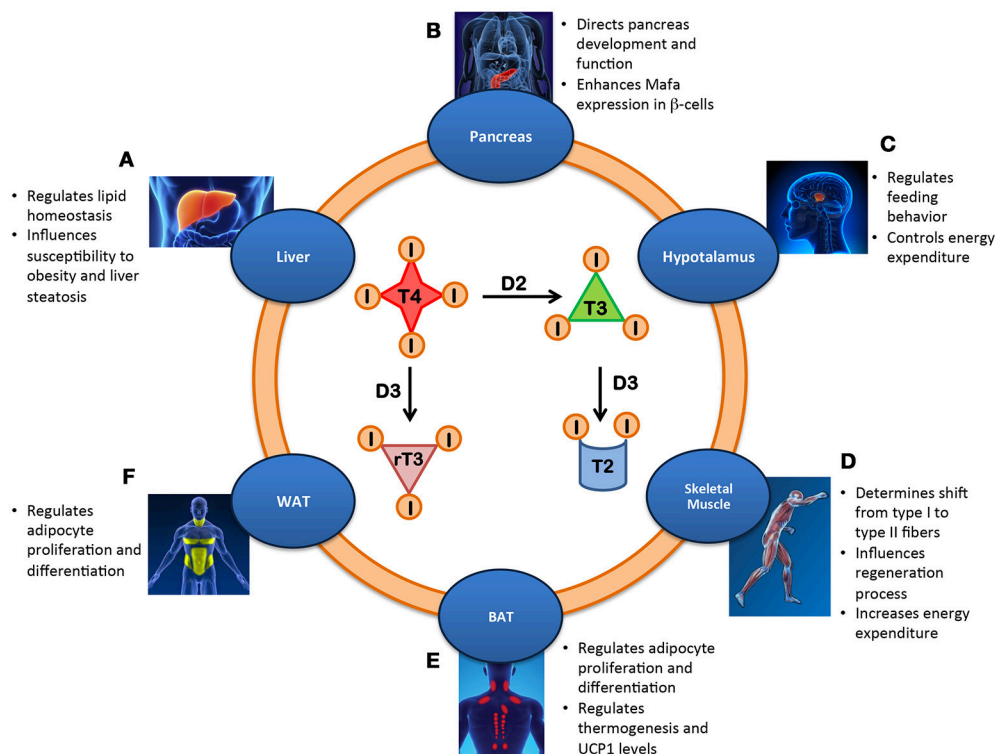 B
• Directs pancreas
development and
function
• Enhances Mafa
expression in β-cells
Pancreas
A
• Regulates lipid
homeostasis
• Influences
susceptibility to
obesity and liver
steatosis
Liver
C
• Regulates
feeding
behavior
• Controls energy
expenditure
Hypotalamus
I
I
T4
I
I
D2
I
T3
I
I
D3
D3
I
I
rT3
I
I
I
T2
F
• Regulates
adipocyte
proliferation and
differentiation
WAT
D
• Determines shift
from type I to
type II fibers
• Influences
regeneration
process
• Increases energy
expenditure
Skeletal
Muscle
BAT
E
• Regulates adipocyte
proliferation and
differentiation
• Regulates
thermogenesis and
UCP1 levels